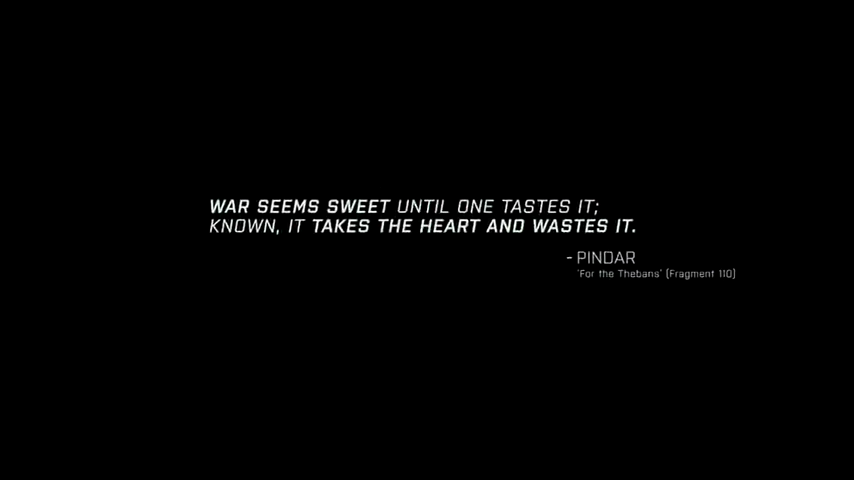 WAR SEEMS SWEET UNTIL ONE TASTES IT;
KNOWN, IT TAKES THE HEART AND WASTES IT.
- PINDAR
'For the Thebans' (Fragment 110)